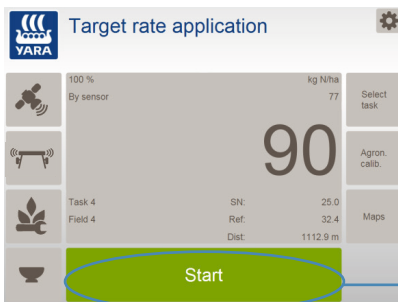 YARA
Target rate application
100 % kg N/ha
By sensor 77
Select
task
90
Agron.
calib.
Task 4 SN: 25.0
Field 4 Ref: 32.4
Maps
Dist: 1112.9 m
Start